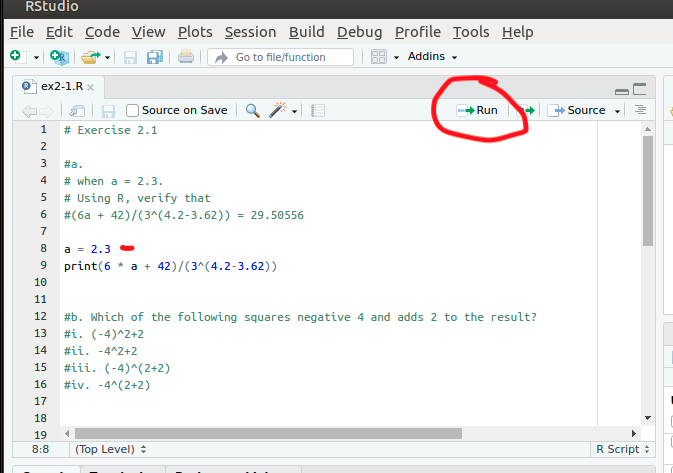 RStudio
File Edit Code View Plots Session Build Debug Profile Tools Help
Go to file/function Addins
ex2-1.R
Source on Save Run Source
1 # Exercise 2.1
2
3 #a.
4 # when a = 2.3.
5 # Using R, verify that
6 #(6a + 42)/(3^(4.2-3.62)) = 29.50556
7
8 a = 2.3
9 print(6 * a + 42)/(3^(4.2-3.62))
10
11
12 #b. Which of the following squares negative 4 and adds 2 to the result?
13 #i. (-4)^2+2
14 #ii. -4^2+2
15 #iii. (-4)^(2+2)
16 #iv. -4^(2+2)
17
18
19
8:8 (Top Level) R Script